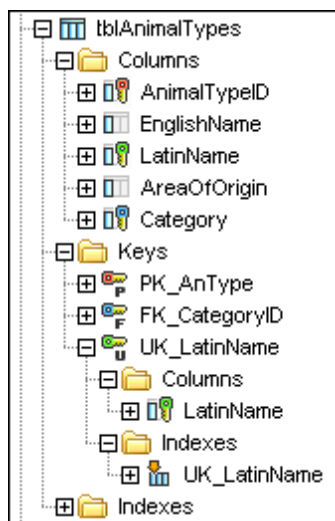 tblAnimalTypes
Columns
AnimalTypeID
EnglishName
LatinName
AreaOfOrigin
Category
Keys
P PK_AnType
F FK_CategoryID
U UK_LatinName
Columns
LatinName
Indexes
UK_LatinName
Indexes